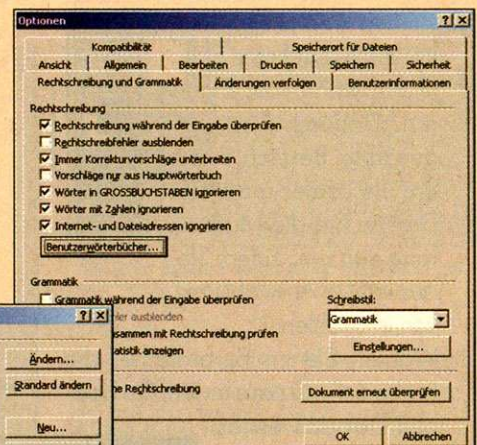 Optionen
Kompatibilität Speicherort für Dateien
Ansicht Allgemein Bearbeiten Drucken Speichern Sicherheit
Rechtschreibung und Grammatik Änderungen verfolgen Benutzerinformationen
Rechtschreibung
Rechtschreibung während der Eingabe überprüfen
Rechtschreibfehler ausblenden
Immer Korrekturvorschläge unterbreiten
Vorschläge nur aus Hauptwörterbuch
Wörter in GROSSBUCHSTABEN ignorieren
Wörter mit Zahlen ignorieren
Internet- und Dateiadressen ignorieren
Benutzerwörterbücher...
Grammatik
Grammatik während der Eingabe überprüfen Schreibstil:
ler ausblenden Grammatik
sammen mit Rechtschreibung prüfen
atistik anzeigen Einstellungen...
Ändern...
Standard ändern
ne Rechtschreibung Dokument erneut überprüfen
Neu...
OK Abbrechen